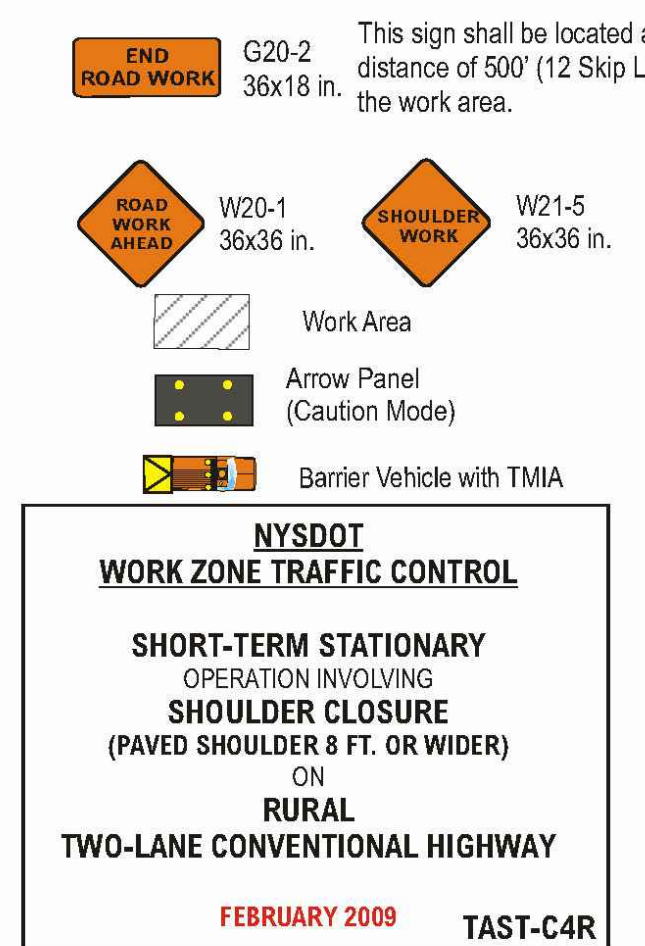 END
ROAD WORK
G20-2
36x18 in.
This sign shall be located a
distance of 500' (12 Skip L
the work area.
ROAD
WORK
AHEAD
W20-1
36x36 in.
SHOULDER
WORK
W21-5
36x36 in.
Work Area
Arrow Panel
(Caution Mode)
Barrier Vehicle with TMIA
NYSDOT
WORK ZONE TRAFFIC CONTROL
SHORT-TERM STATIONARY
OPERATION INVOLVING
SHOULDER CLOSURE
(PAVED SHOULDER 8 FT. OR WIDER)
ON
RURAL
TWO-LANE CONVENTIONAL HIGHWAY
FEBRUARY 2009
TAST-C4R